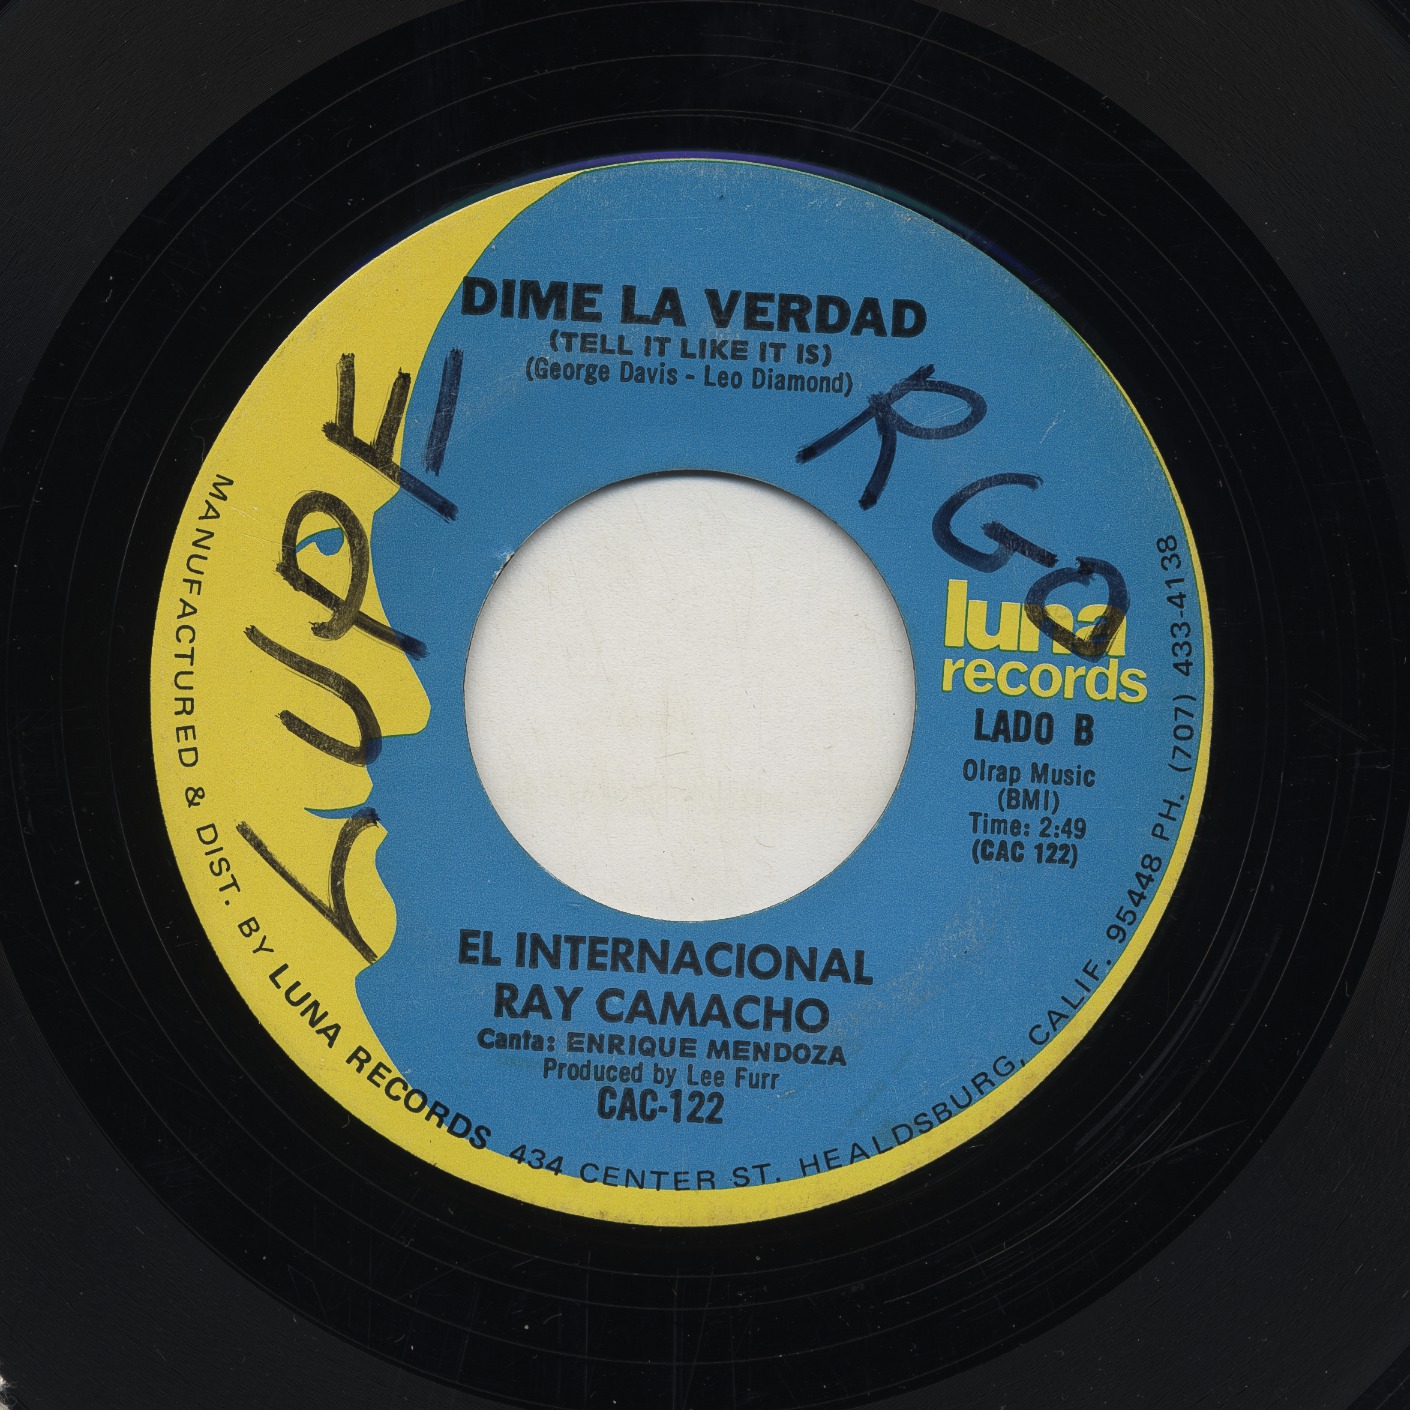 DIME LA VERDAD
(TELL IT LIKE IT IS)
(George Davis - Leo Diamond)
luna
records
LADO B
Olrap Music
(BMI)
Time: 2:49
(CAC 122)
EL INTERNACIONAL
RAY CAMACHO
Canta: ENRIQUE MENDOZA
Produced by Lee Furr
CAC-122
MANUFACTURED & DIST. BY LUNA RECORDS 434 CENTER ST. HEALDSBURG, CALIF. 95448 PH. (707) 433-4138
LUPE
RGO